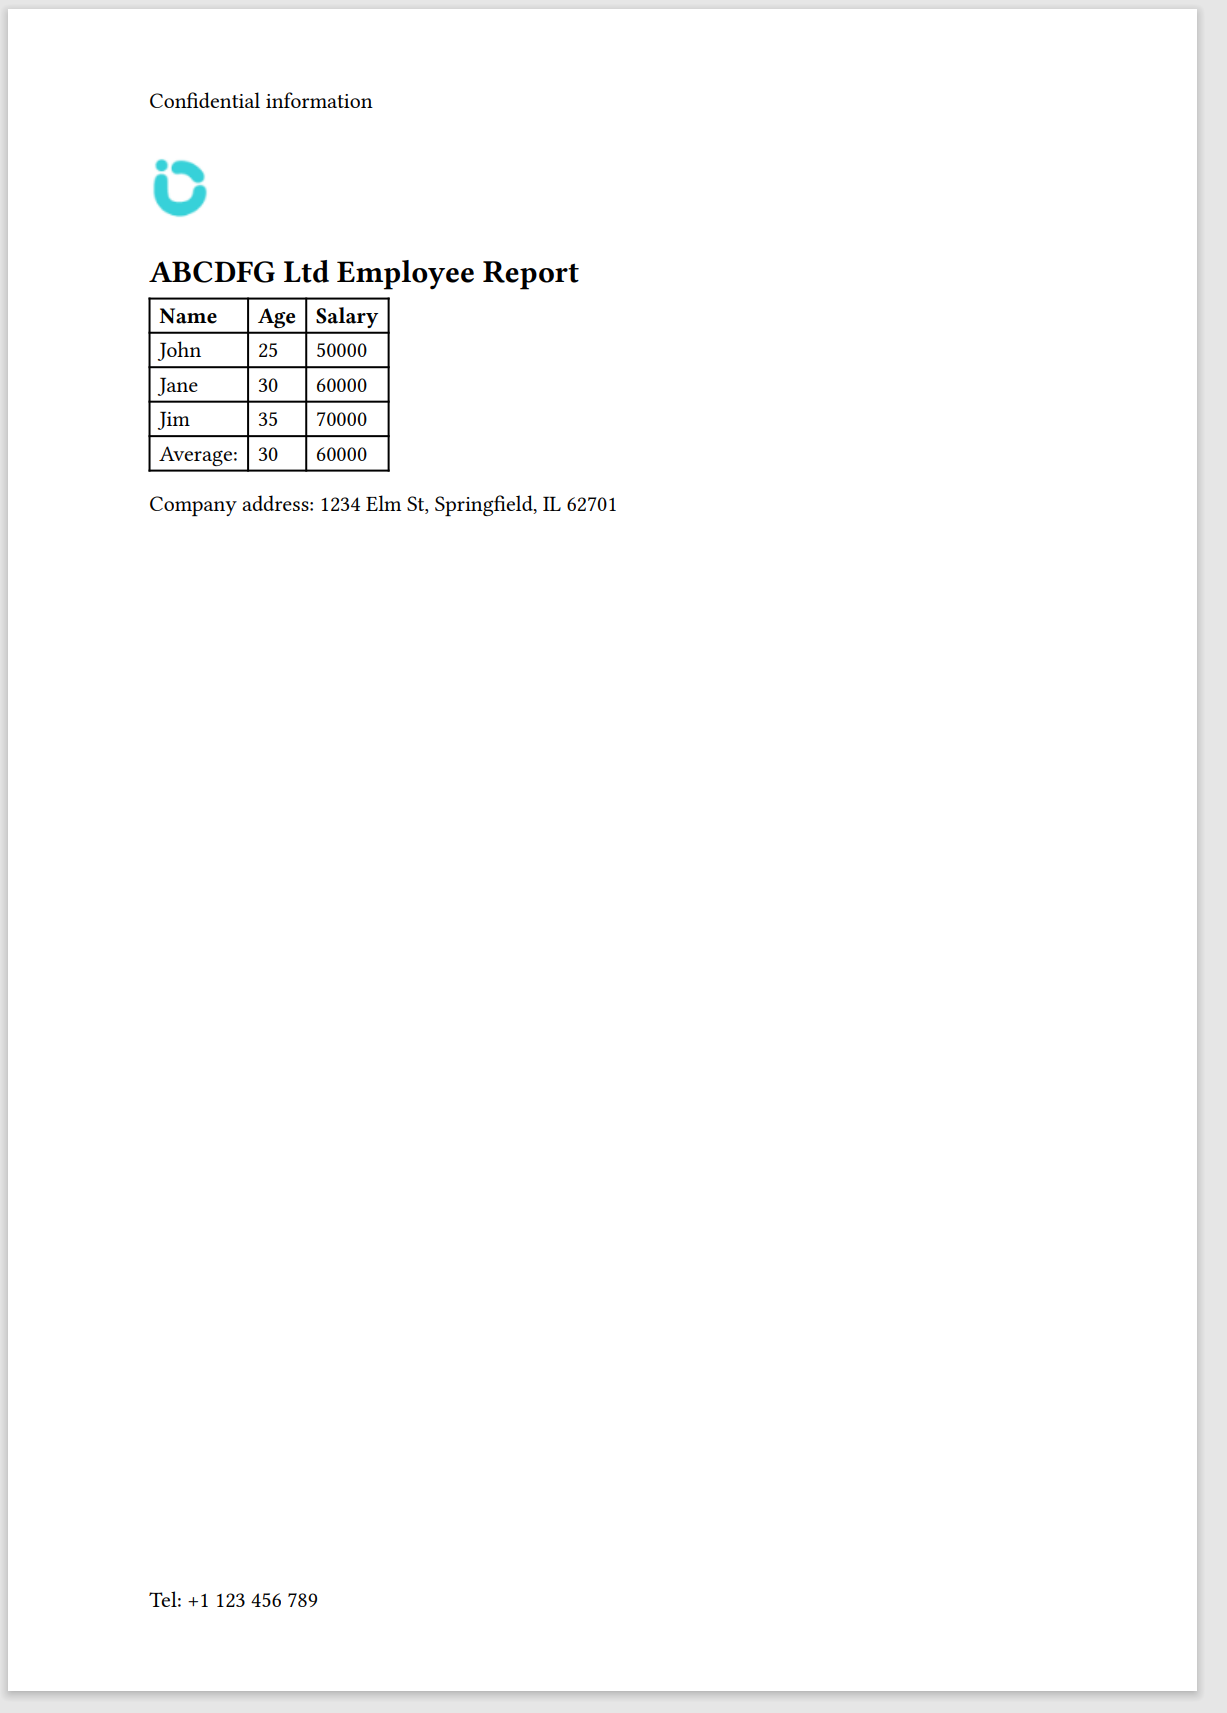 Confidential information
ABCDFG Ltd Employee Report
Name Age Salary
John 25 50000
Jane 30 60000
Jim 35 70000
Average: 30 60000
Company address: 1234 Elm St, Springfield, IL 62701
Tel: +1 123 456 789